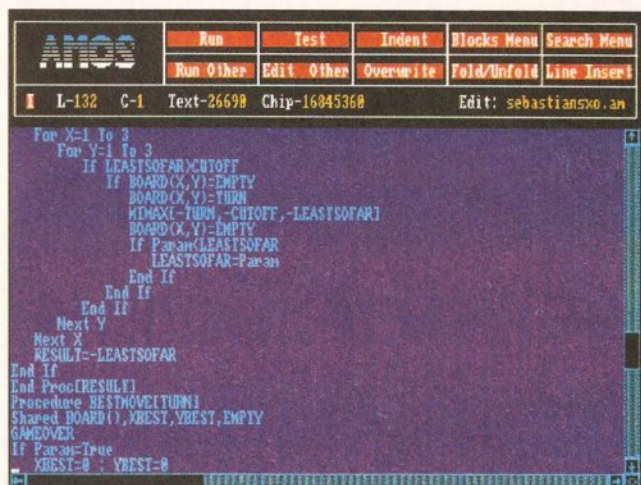 AMOS
Run Test Indent Blocks Menu Search Menu
Run Other Edit Other Overwrite Fold/Unfold Line Insert
I L-132 C-1 Text-26690 Chip-16845360 Edit: sebastiansxo.am
For X=1 To 3
For Y=1 To 3
If LEASTSOFAR>CUTOFF
If BOARD(X,Y)=EMPTY
BOARD(X,Y)=TURN
MIMAX[-TURN,-CUTOFF,-LEASTSOFAR]
BOARD(X,Y)=EMPTY
If Param<LEASTSOFAR
LEASTSOFAR=Param
End If
End If
End If
Next Y
Next X
RESULT=-LEASTSOFAR
End If
End Proc[RESULT]
Procedure BESTMOVE[TURN]
Shared BOARD(),XBEST,YBEST,EMPTY
GAMEOVER
If Param=True
XBEST=0 : YBEST=0